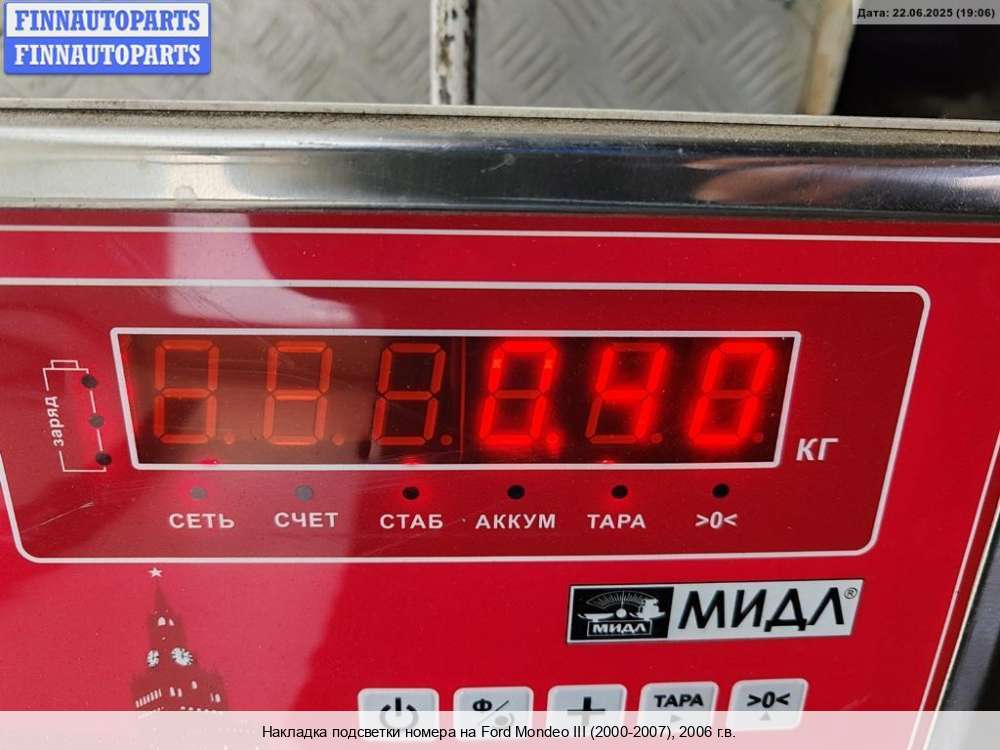 FINNAUTOPARTS
FINNAUTOPARTS
Дата: 22.06.2025 (19:06)
заряд
0.40
КГ
СЕТЬ СЧЕТ СТАБ АККУМ ТАРА >0<
МИДЛ
МИДЛ®
Ф ТАРА >0<
Накладка подсветки номера на Ford Mondeo III (2000-2007), 2006 г.в.